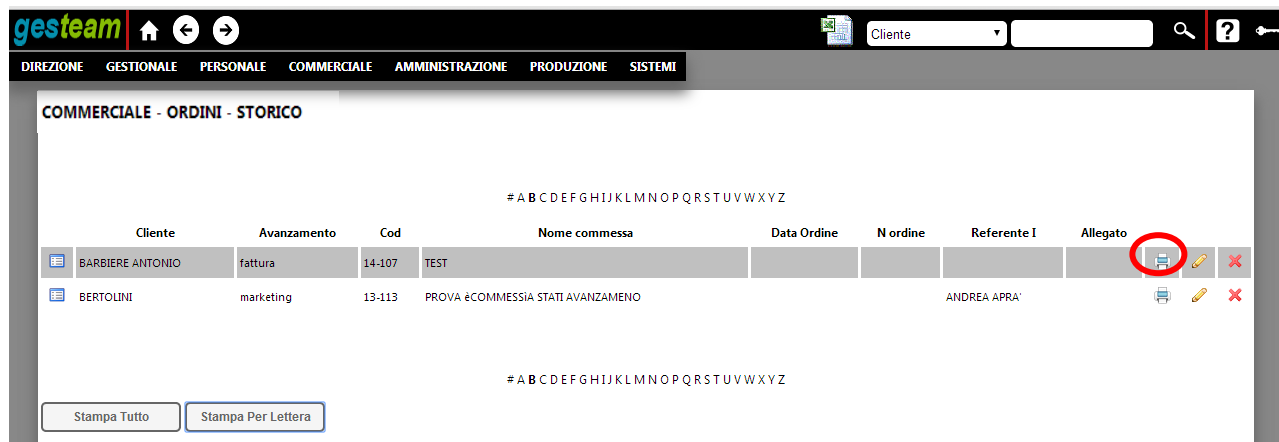 gesteam Cliente ?
DIREZIONE GESTIONALE PERSONALE COMMERCIALE AMMINISTRAZIONE PRODUZIONE SISTEMI
COMMERCIALE - ORDINI - STORICO
# A B C D E F G H I J K L M N O P Q R S T U V W X Y Z
Cliente Avanzamento Cod Nome commessa Data Ordine N ordine Referente I Allegato
BARBIERE ANTONIO fattura 14-107 TEST
BERTOLINI marketing 13-113 PROVA èCOMMESSìA STATI AVANZAMENO ANDREA APRA'
# A B C D E F G H I J K L M N O P Q R S T U V W X Y Z
Stampa Tutto Stampa Per Lettera